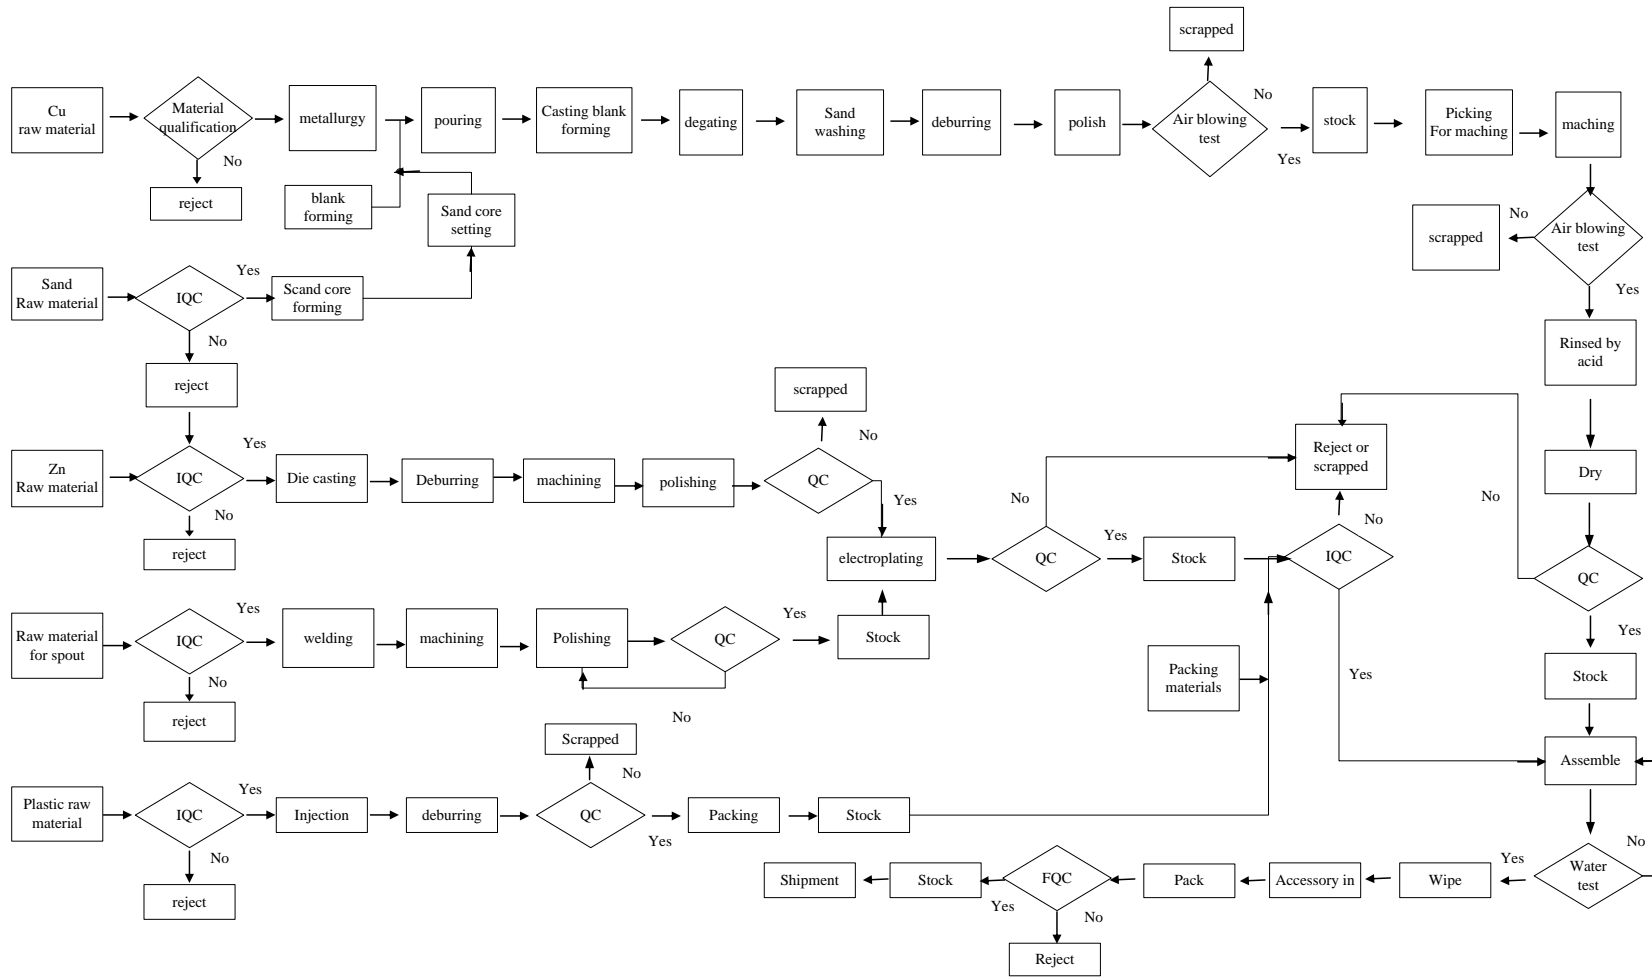 scrapped
Cu
raw material
Material
qualification
metallurgy
pouring
Casting blank
forming
degating
Sand
washing
deburring
polish
Air blowing
test
No
Yes
stock
Picking
For maching
maching
No
reject
blank
forming
Sand core
setting
scrapped
No
Air blowing
test
Yes
Sand
Raw material
IQC
Yes
Scand core
forming
No
reject
Rinsed by
acid
scrapped
No
Zn
Raw material
IQC
Yes
Die casting
Deburring
machining
polishing
QC
Yes
No
reject
Reject or
scrapped
Dry
No
No
No
electroplating
QC
Yes
Stock
IQC
QC
Yes
Raw material
for spout
IQC
Yes
welding
machining
Polishing
QC
Yes
Stock
No
reject
No
Packing
materials
Yes
Stock
Scrapped
No
Assemble
Plastic raw
material
IQC
Yes
Injection
deburring
QC
Yes
Packing
Stock
No
reject
No
Water
test
Yes
Wipe
Accessory in
Pack
FQC
Yes
Stock
Shipment
No
Reject